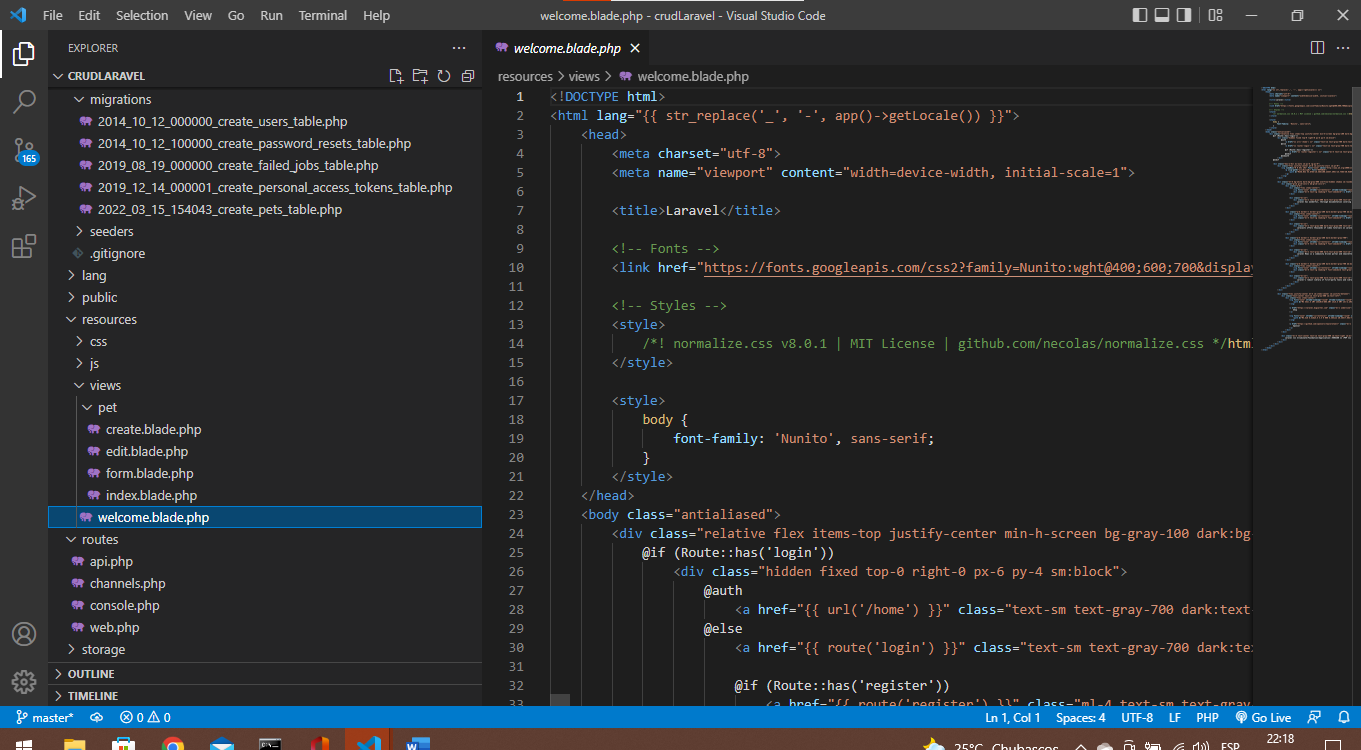 File Edit Selection View Go Run Terminal Help
welcome.blade.php - crudLaravel - Visual Studio Code
EXPLORER
CRUDLARAVEL
migrations
2014_10_12_000000_create_users_table.php
2014_10_12_100000_create_password_resets_table.php
2019_08_19_000000_create_failed_jobs_table.php
2019_12_14_000001_create_personal_access_tokens_table.php
2022_03_15_154043_create_pets_table.php
seeders
.gitignore
lang
public
resources
css
js
views
pet
create.blade.php
edit.blade.php
form.blade.php
index.blade.php
welcome.blade.php
routes
api.php
channels.php
console.php
web.php
storage
OUTLINE
TIMELINE
165
welcome.blade.php
resources > views > welcome.blade.php
1 <!DOCTYPE html>
2 <html lang="{{ str_replace('_', '-', app()->getLocale()) }}">
3 <head>
4 <meta charset="utf-8">
5 <meta name="viewport" content="width=device-width, initial-scale=1">
6
7 <title>Laravel</title>
8
9 <!-- Fonts -->
10 <link href="https://fonts.googleapis.com/css2?family=Nunito:wght@400;600;700&display
11
12 <!-- Styles -->
13 <style>
14 /*! normalize.css v8.0.1 | MIT License | github.com/necolas/normalize.css */html
15 </style>
16
17 <style>
18 body {
19 font-family: 'Nunito', sans-serif;
20 }
21 </style>
22 </head>
23 <body class="antialiased">
24 <div class="relative flex items-top justify-center min-h-screen bg-gray-100 dark:bg-
25 @if (Route::has('login'))
26 <div class="hidden fixed top-0 right-0 px-6 py-4 sm:block">
27 @auth
28 <a href="{{ url('/home') }}" class="text-sm text-gray-700 dark:text-
29 @else
30 <a href="{{ route('login') }}" class="text-sm text-gray-700 dark:te
31
32 @if (Route::has('register'))
33 <a href="{{ route('register') }}" class="ml-4 text-sm text-gray-
master* 0 0
Ln 1, Col 1 Spaces: 4 UTF-8 LF PHP Go Live
25°C Chubascos ESP 22:18